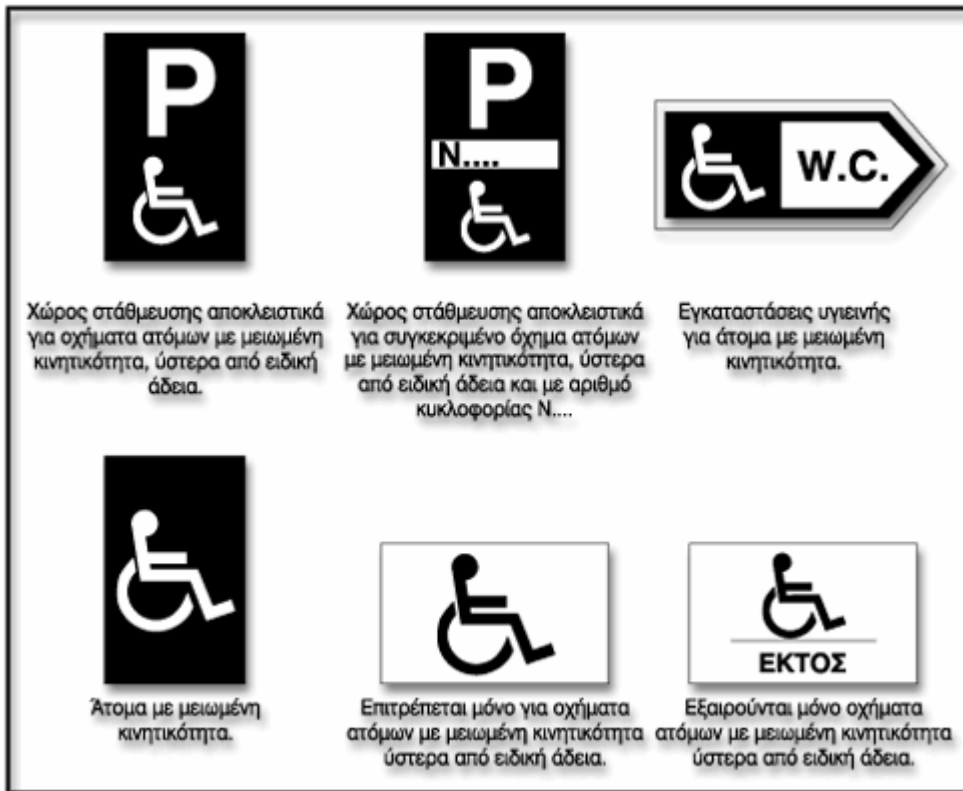 P
P
N....
W.C.
Χώρος στάθμευσης αποκλειστικά
για οχήματα ατόμων με μειωμένη
κινητικότητα, ύστερα από ειδική
άδεια.
Χώρος στάθμευσης αποκλειστικά
για συγκεκριμένο όχημα ατόμων
με μειωμένη κινητικότητα, ύστερα
από ειδική άδεια και με αριθμό
κυκλοφορίας Ν....
Εγκαταστάσεις υγιεινής
για άτομα με μειωμένη
κινητικότητα.
ΕΚΤΟΣ
Άτομα με μειωμένη
κινητικότητα.
Επιτρέπεται μόνο για οχήματα
ατόμων με μειωμένη κινητικότητα
ύστερα από ειδική άδεια.
Εξαιρούνται μόνο οχήματα
ατόμων με μειωμένη κινητικότητα
ύστερα από ειδική άδεια.